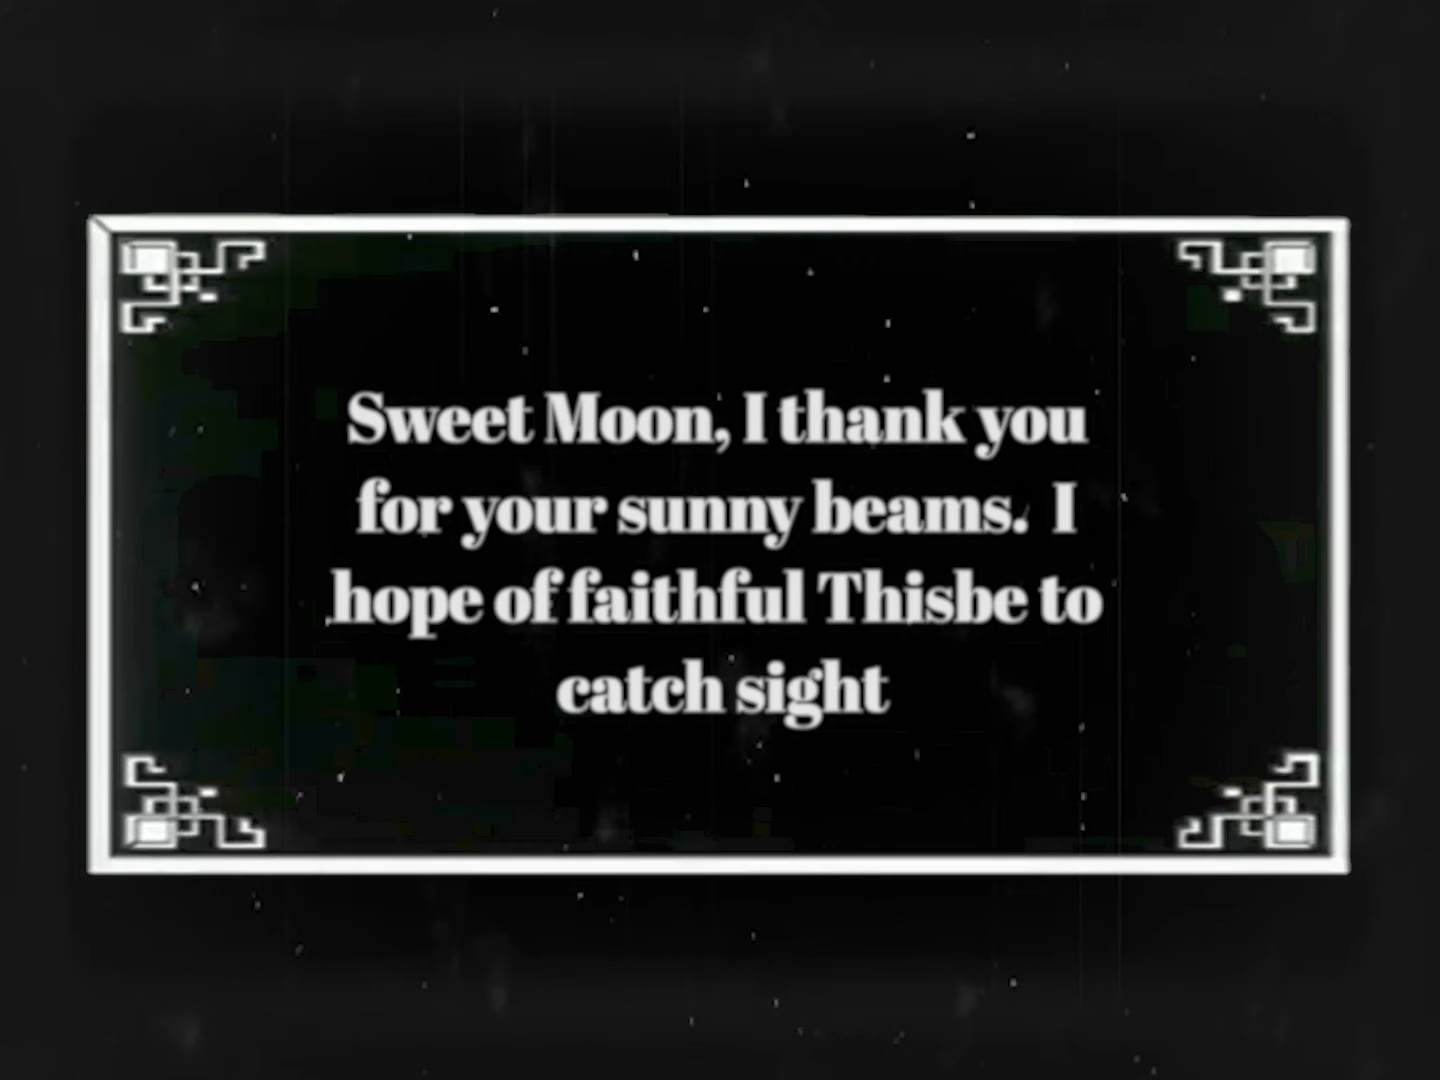 Sweet Moon, I thank you
for your sunny beams. I
hope of faithful Thisbe to
catch sight